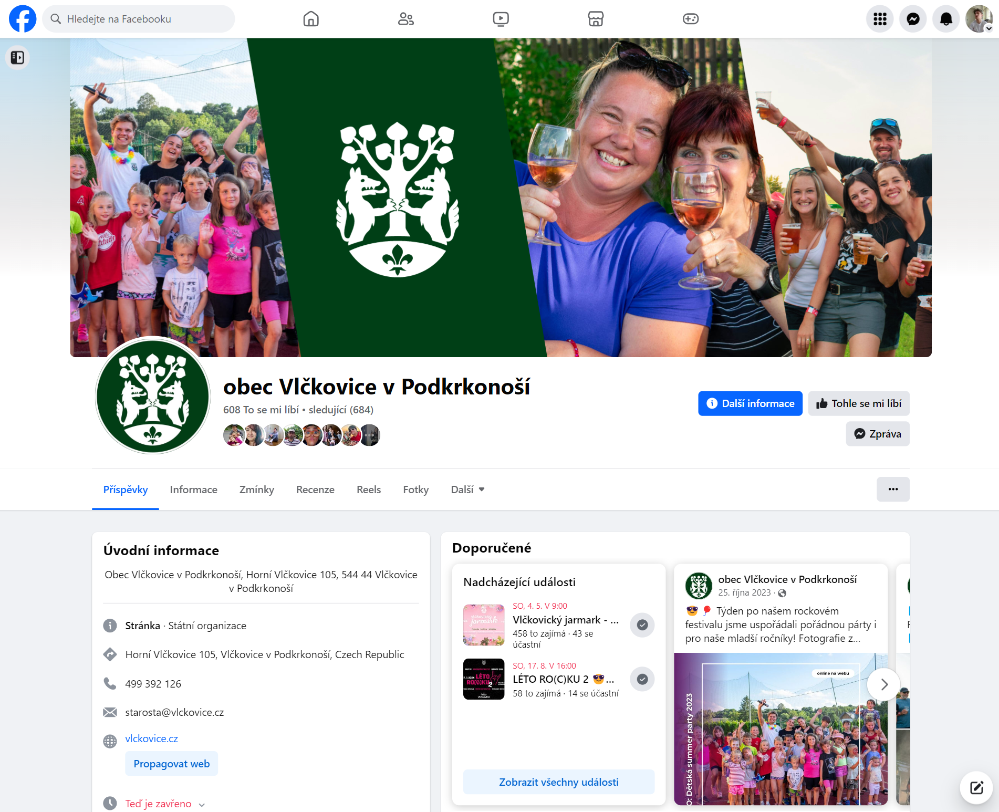 Hledejte na Facebooku
obec Vlčkovice v Podkrkonoší
608 To se mi líbí • sledující (684)
Další informace
Tohle se mi líbí
Zpráva
Příspěvky
Informace
Zmínky
Recenze
Reels
Fotky
Další
Úvodní informace
Obec Vlčkovice v Podkrkonoší, Horní Vlčkovice 105, 544 44 Vlčkovice
v Podkrkonoší
Stránka · Státní organizace
Horní Vlčkovice 105, Vlčkovice v Podkrkonoší, Czech Republic
499 392 126
starosta@vlckovice.cz
vlckovice.cz
Propagovat web
Teď je zavřeno
Doporučené
Nadcházející události
vlčkovický
jarmark
SO, 4. 5. V 9:00
Vlčkovický jarmark - ...
458 to zajímá · 43 se
účastní
LÉTO
RO(C)KU
2
SO, 17. 8. V 16:00
LÉTO RO(C)KU 2 😎...
58 to zajímá · 14 se účastní
Zobrazit všechny události
obec Vlčkovice v Podkrkonoší
25. října 2023 ·
😎 🎈 Týden po našem rockovém
festivalu jsme uspořádali pořádnou párty i
pro naše mladší ročníky! Fotografie z...
online na webu
O: Dětská summer party 2023